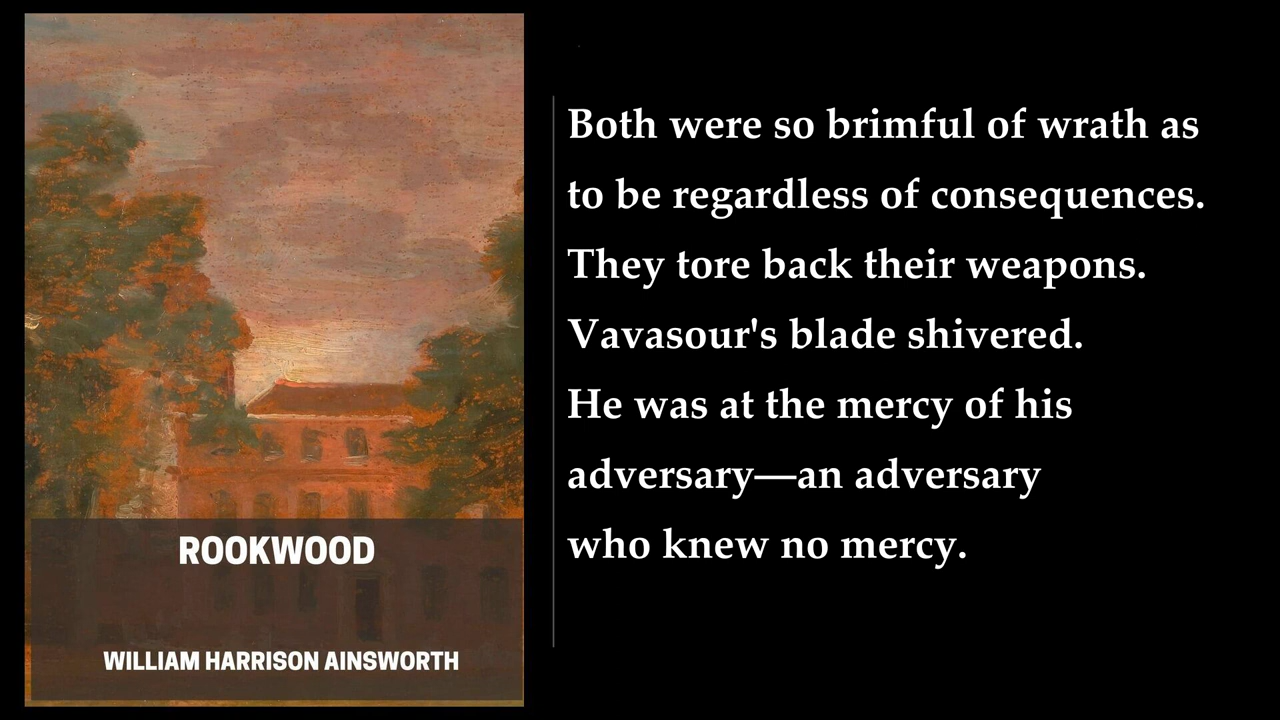 ROOKWOOD
WILLIAM HARRISON AINSWORTH
Both were so brimful of wrath as
to be regardless of consequences.
They tore back their weapons.
Vavasour's blade shivered.
He was at the mercy of his
adversary—an adversary
who knew no mercy.